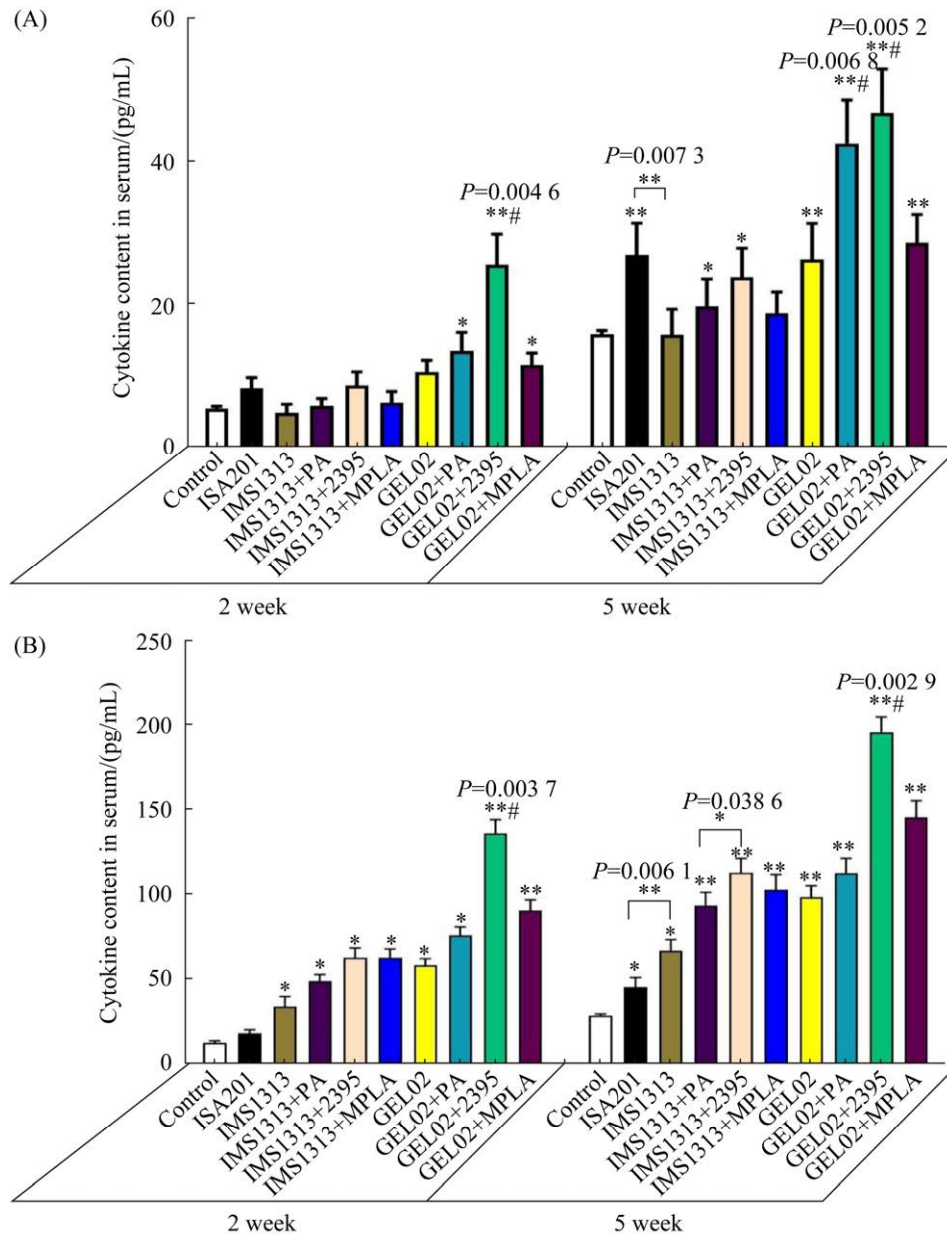 (A)
Cytokine content in serum/(pg/mL)
60
40
20
0
P=0.004 6
**#
*
*
P=0.007 3
**
**
*
*
**
P=0.006 8
**#
P=0.005 2
**#
**
Control
ISA201
IMS1313
IMS1313+PA
IMS1313+2395
IMS1313+MPLA
GEL02
GEL02+PA
GEL02+2395
GEL02+MPLA
Control
ISA201
IMS1313
IMS1313+PA
IMS1313+2395
IMS1313+MPLA
GEL02
GEL02+PA
GEL02+2395
GEL02+MPLA
2 week
5 week
(B)
Cytokine content in serum/(pg/mL)
250
200
150
100
50
0
*
*
*
*
*
*
P=0.003 7
**#
**
P=0.006 1
**
*
*
P=0.038 6
*
**
**
**
**
**
P=0.002 9
**#
**
Control
ISA201
IMS1313
IMS1313+PA
IMS1313+2395
IMS1313+MPLA
GEL02
GEL02+PA
GEL02+2395
GEL02+MPLA
Control
ISA201
IMS1313
IMS1313+PA
IMS1313+2395
IMS1313+MPLA
GEL02
GEL02+PA
GEL02+2395
GEL02+MPLA
2 week
5 week